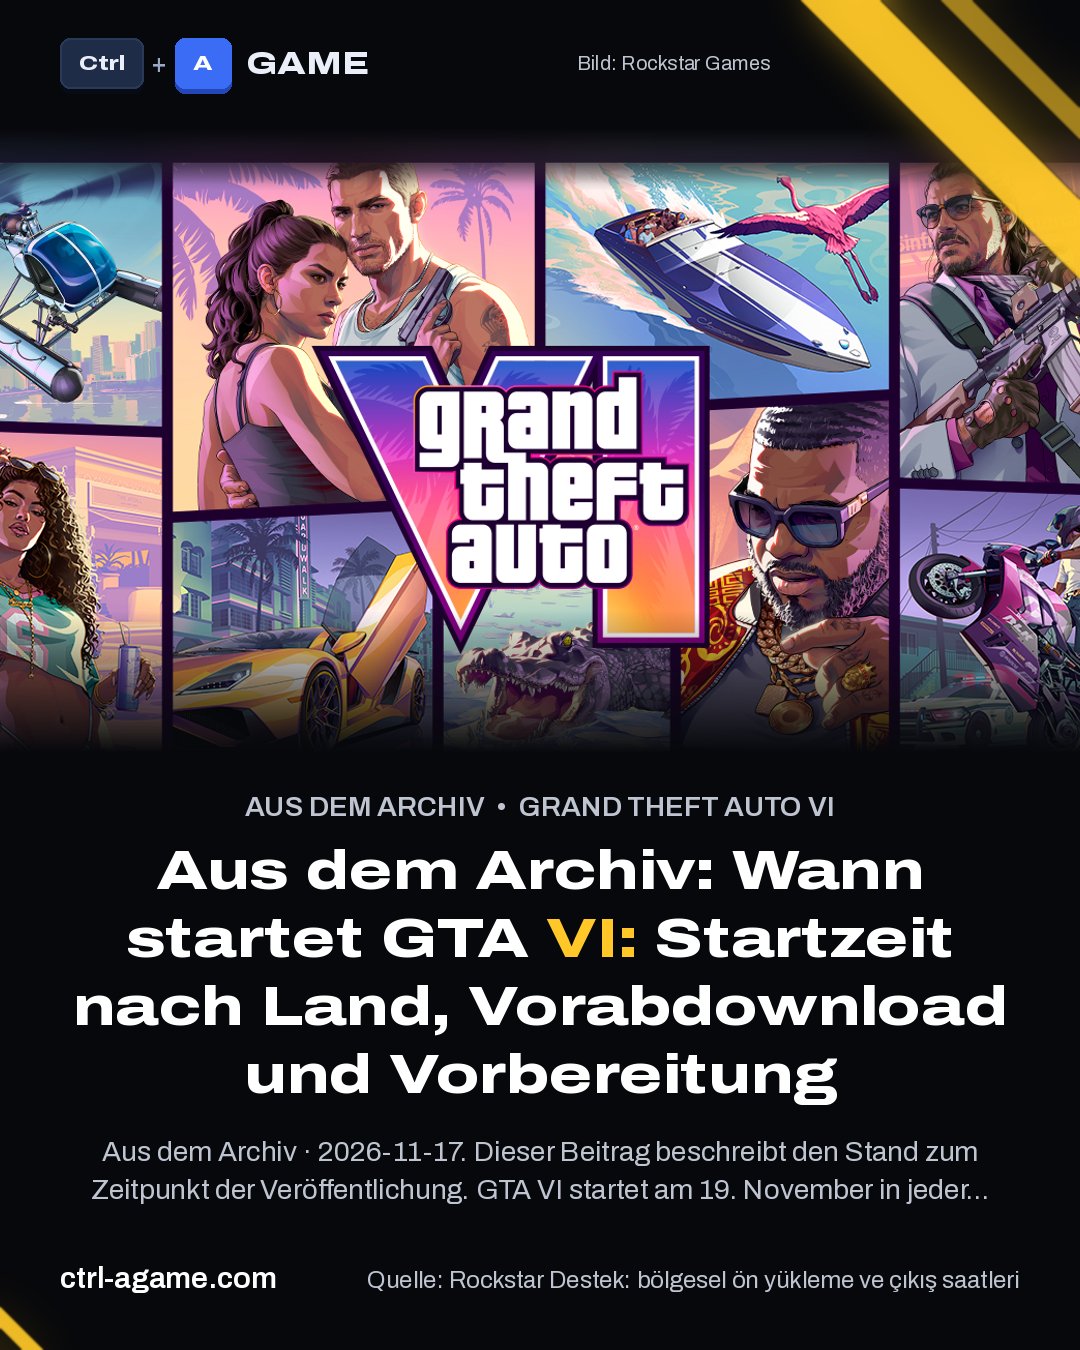 Ctrl + A GAME
Bild: Rockstar Games
VI
grand
theft
auto
AUS DEM ARCHIV • GRAND THEFT AUTO VI
Aus dem Archiv: Wann
startet GTA VI: Startzeit
nach Land, Vorabdownload
und Vorbereitung
Aus dem Archiv · 2026-11-17. Dieser Beitrag beschreibt den Stand zum
Zeitpunkt der Veröffentlichung. GTA VI startet am 19. November in jeder...
ctrl-agame.com
Quelle: Rockstar Destek: bölgesel ön yükleme ve çıkış saatleri